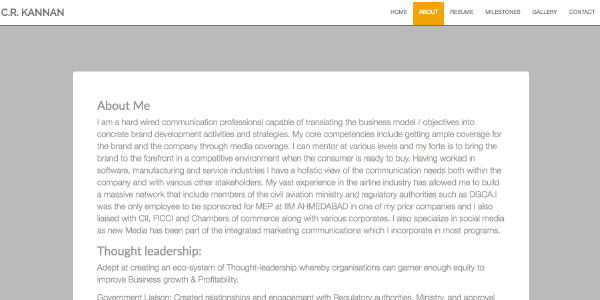 C.R. KANNAN
HOME ABOUT RESUME MILESTONES GALLERY CONTACT
About Me
I am a hard wired communication professional capable of translating the business model / objectives into
concrete brand development activities and strategies. My core competencies include getting ample coverage for
the brand and the company through media coverage. I can mentor at various levels and my forte is to bring the
brand to the forefront in a competitive environment when the consumer is ready to buy. Having worked in
software, manufacturing and service industries I have a holistic view of the communication needs both within the
company and with various other stakeholders. My vast experience in the airline industry has allowed me to build
a massive network that include members of the civil aviation ministry and regulatory authorities such as DGCA.I
was the only employee to be sponsored for MEP at IIM AHMEDABAD in one of my prior companies and I also
liaised with CII, FICCI and Chambers of commerce along with various corporates. I also specialize in social media
as new Media has been part of the integrated marketing communications which I incorporate in most programs.
Thought leadership:
Adept at creating an eco-system of Thought-leadership whereby organisations can garner enough equity to
improve Business growth & Profitability.
Government Liaison: Created relationships and engagement with Regulatory authorities, Ministry, and approval